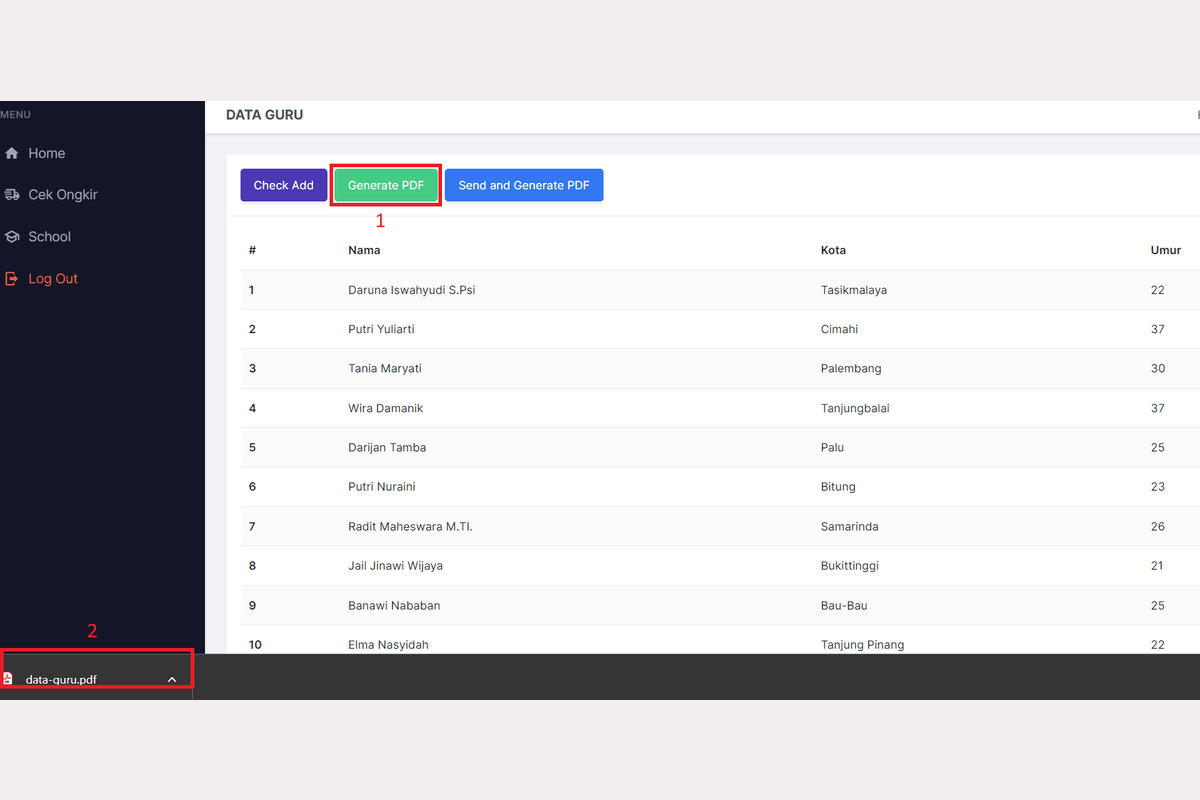 MENU
DATA GURU
Home
Cek Ongkir
School
Log Out
Check Add Generate PDF Send and Generate PDF
1
# Nama Kota Umur
1 Daruna Iswahyudi S.Psi Tasikmalaya 22
2 Putri Yuliarti Cimahi 37
3 Tania Maryati Palembang 30
4 Wira Damanik Tanjungbalai 37
5 Darijan Tamba Palu 25
6 Putri Nuraini Bitung 23
7 Radit Maheswara M.TI. Samarinda 26
8 Jail Jinawi Wijaya Bukittinggi 21
9 Banawi Nababan Bau-Bau 25
10 Elma Nasyidah Tanjung Pinang 22
2
data-guru.pdf